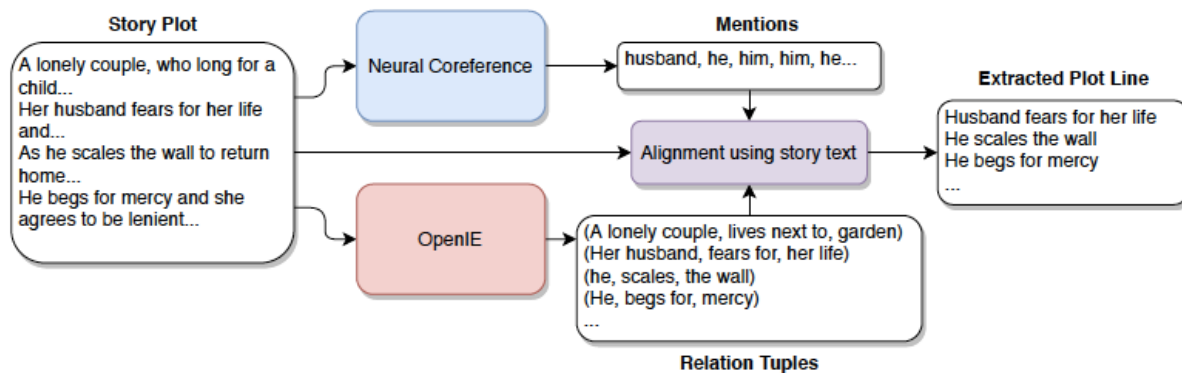 Story Plot
A lonely couple, who long for a
child...
Her husband fears for her life
and...
As he scales the wall to return
home...
He begs for mercy and she
agrees to be lenient...
Neural Coreference
OpenIE
Mentions
husband, he, him, him, he...
Alignment using story text
(A lonely couple, lives next to, garden)
(Her husband, fears for, her life)
(he, scales, the wall)
(He, begs for, mercy)
...
Relation Tuples
Extracted Plot Line
Husband fears for her life
He scales the wall
He begs for mercy
...